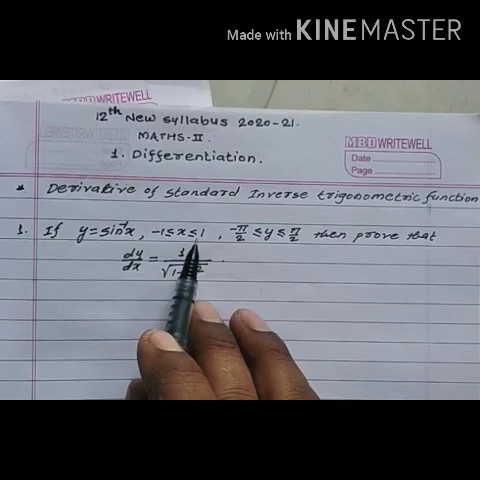 Made with KINEMASTER
MBD WRITEWELL
12th New syllabus 2020-21.
MATHS-II.
1. Differentiation.
MBD WRITEWELL
Date
Page
* Derivative of standard Inverse trigonometric function
1. If y = sin⁻¹x, -1 ≤ x ≤ 1, -π/2 ≤ y ≤ π/2 then prove that
dy/dx = 1/√1-